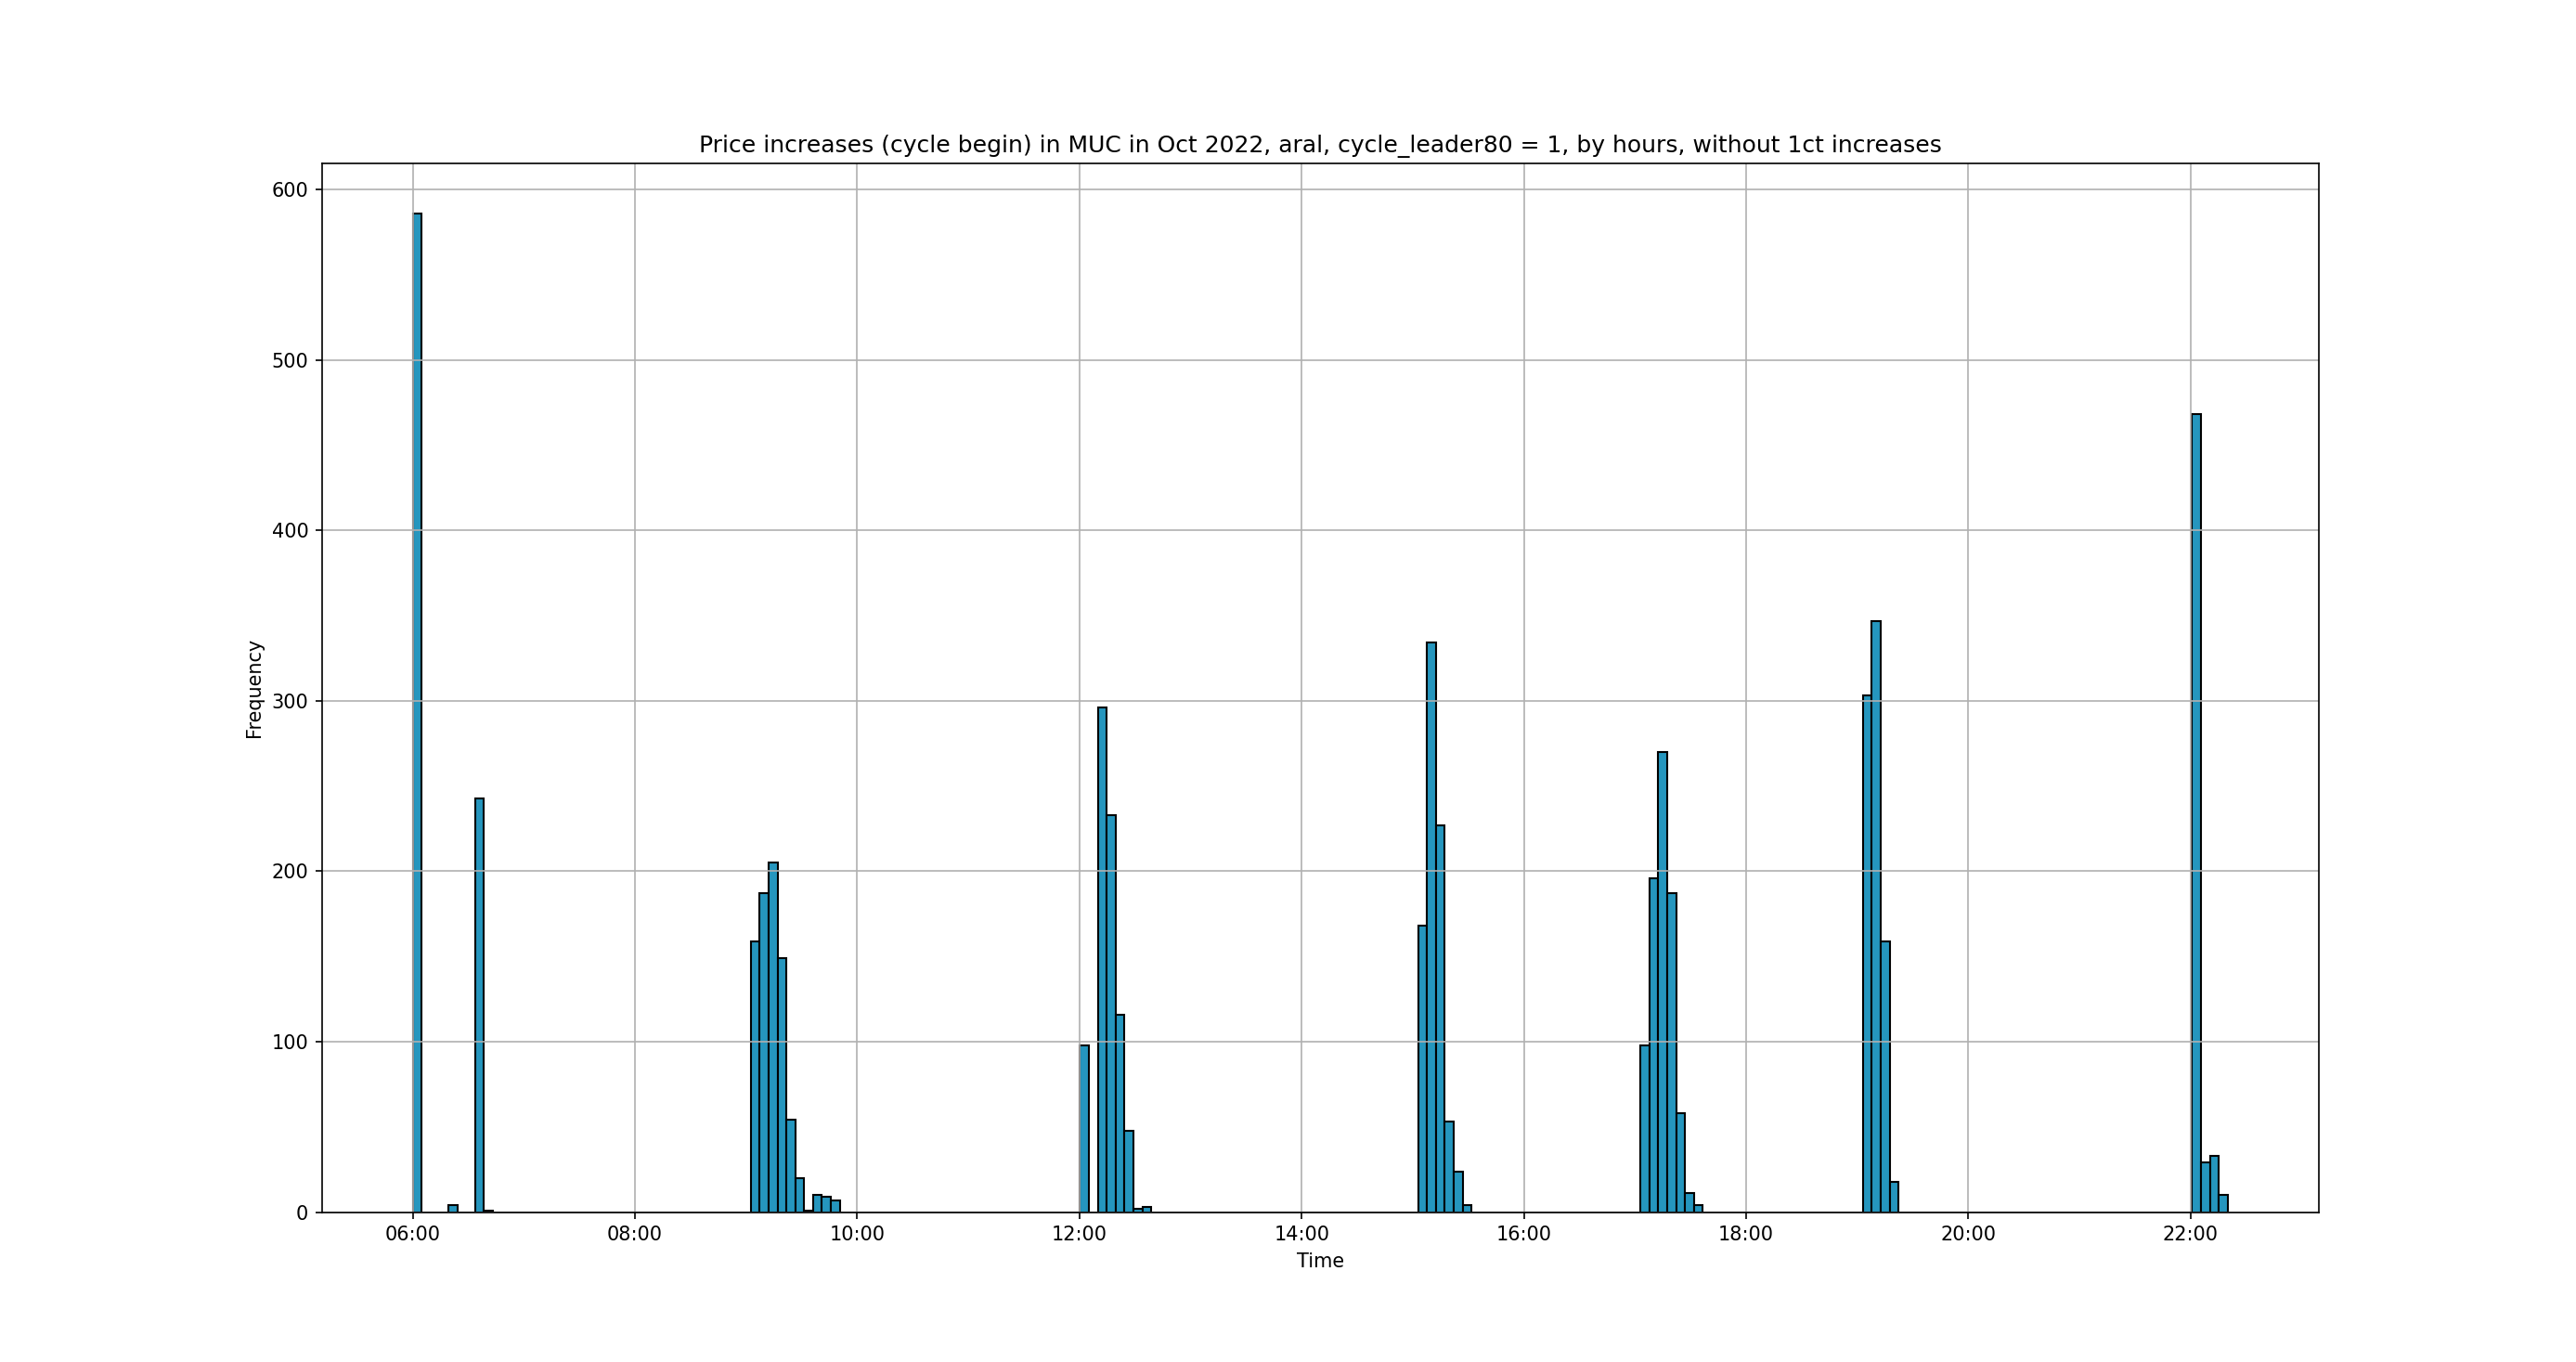 Price increases (cycle begin) in MUC in Oct 2022, aral, cycle_leader80 = 1, by hours, without 1ct increases
600
500
400
300
200
100
0
Frequency
06:00 08:00 10:00 12:00 14:00 16:00 18:00 20:00 22:00
Time